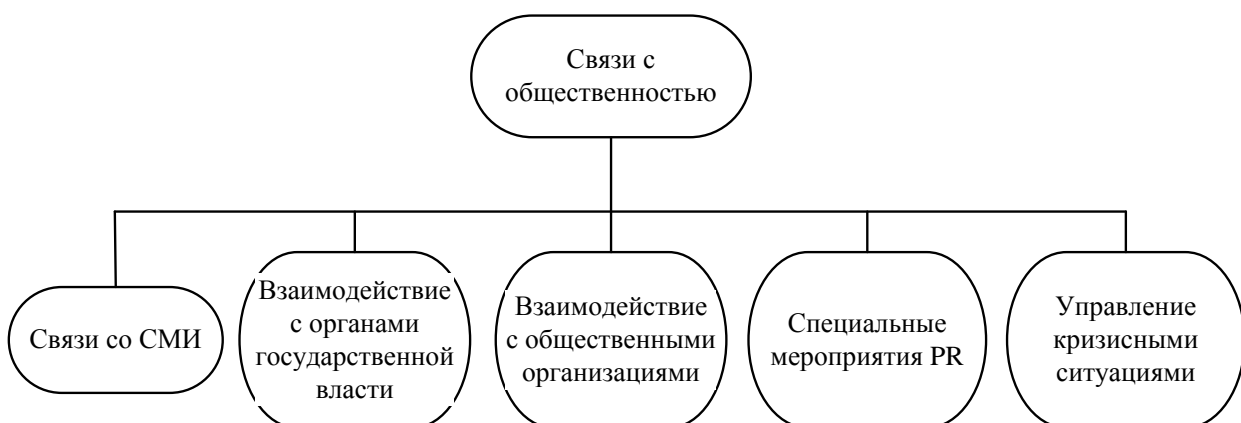 Связи с
общественностью
Связи со СМИ
Взаимодействие
с органами
государственной
власти
Взаимодействие
с общественными
организациями
Специальные
мероприятия PR
Управление
кризисными
ситуациями